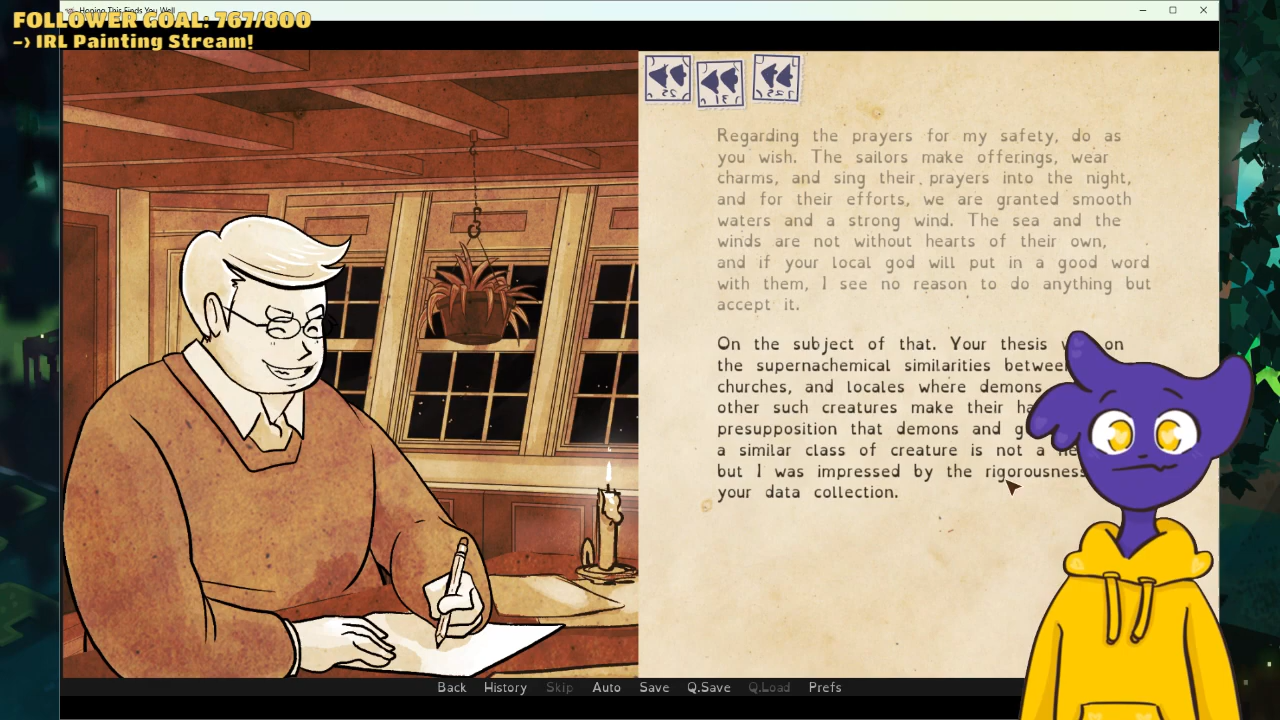 Hoping This Finds You Well
FOLLOWER GOAL: 767/800
-> IRL Painting Stream!
25
31
125
Regarding the prayers for my safety, do as
you wish. The sailors make offerings, wear
charms, and sing their prayers into the night,
and for their efforts, we are granted smooth
waters and a strong wind. The sea and the
winds are not without hearts of their own,
and if your local god will put in a good word
with them, I see no reason to do anything but
accept it.
On the subject of that. Your thesis on
the supernachemical similarities between
churches, and locales where demons
other such creatures make their
presupposition that demons and
a similar class of creature is not a
but I was impressed by the rigorousness
your data collection.
Back History Skip Auto Save Q.Save Q.Load Prefs